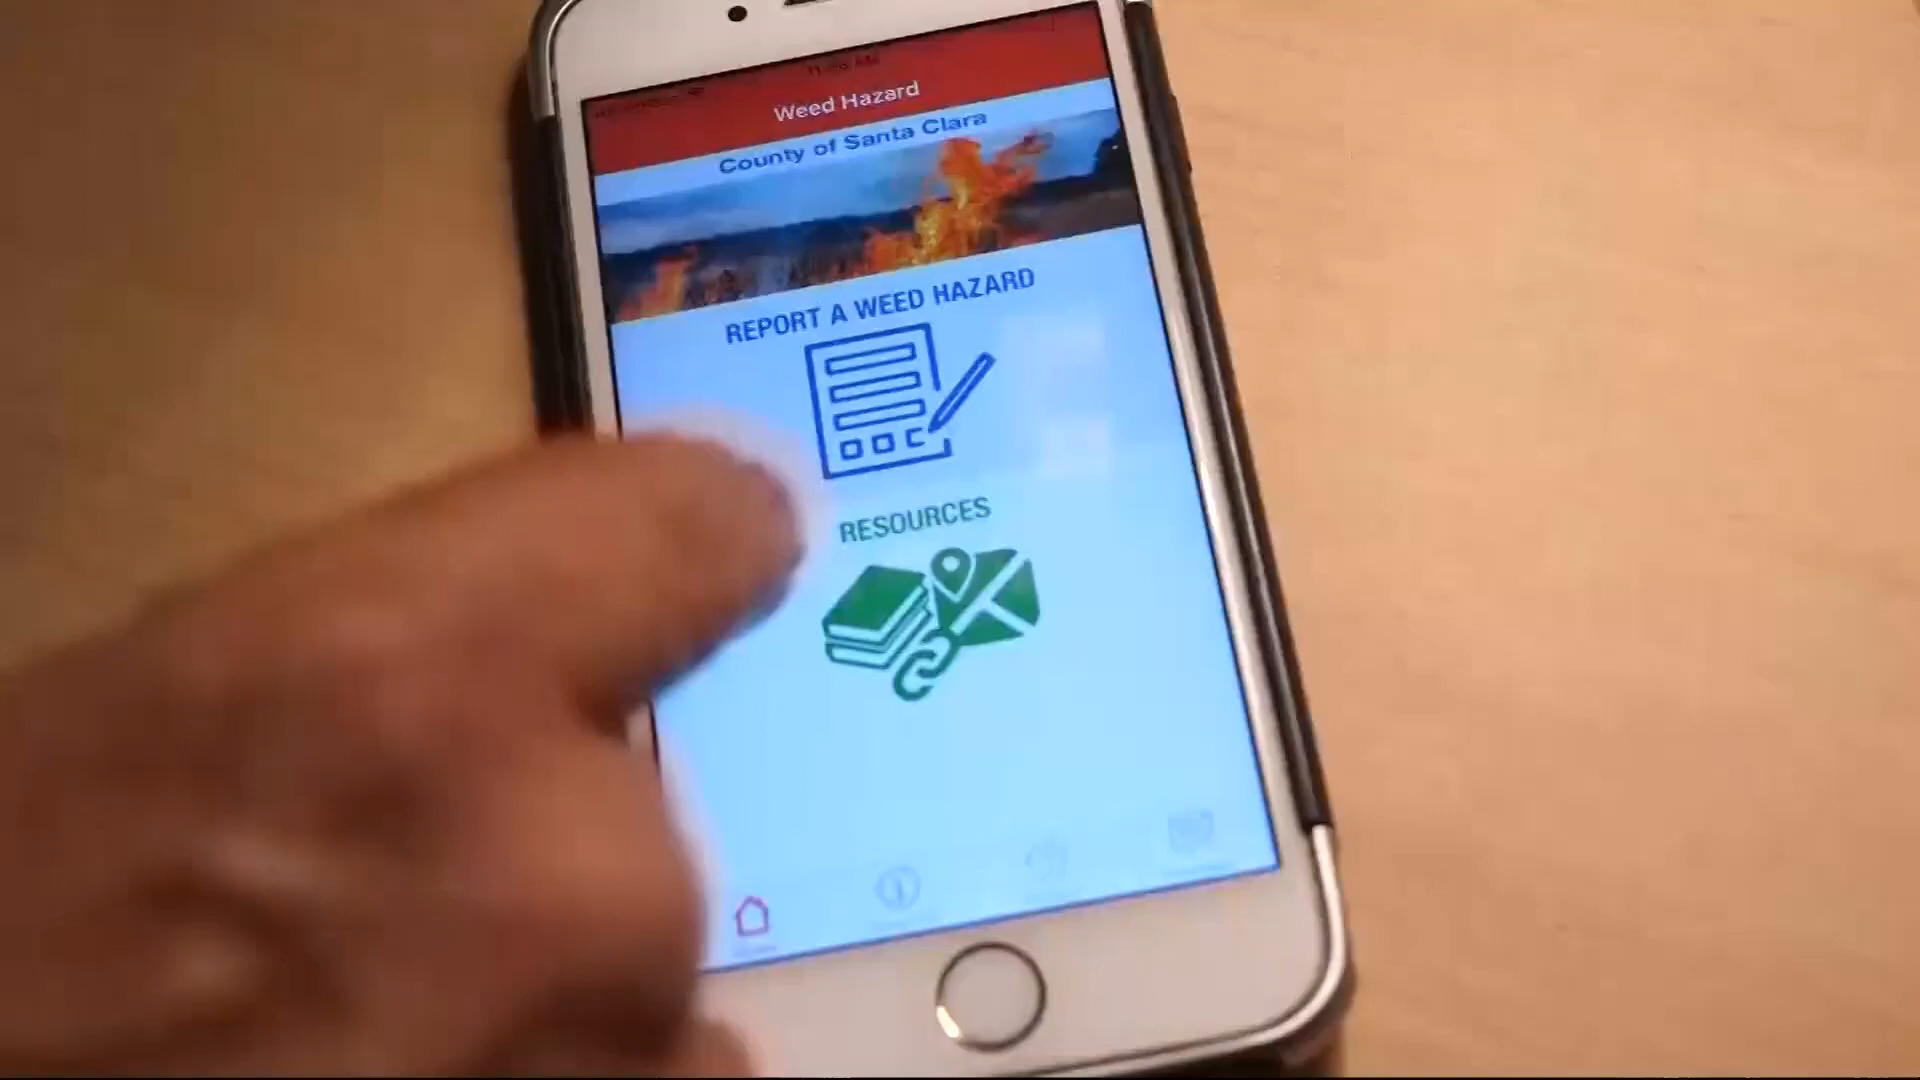 Weed Hazard
County of Santa Clara
REPORT A WEED HAZARD
RESOURCES